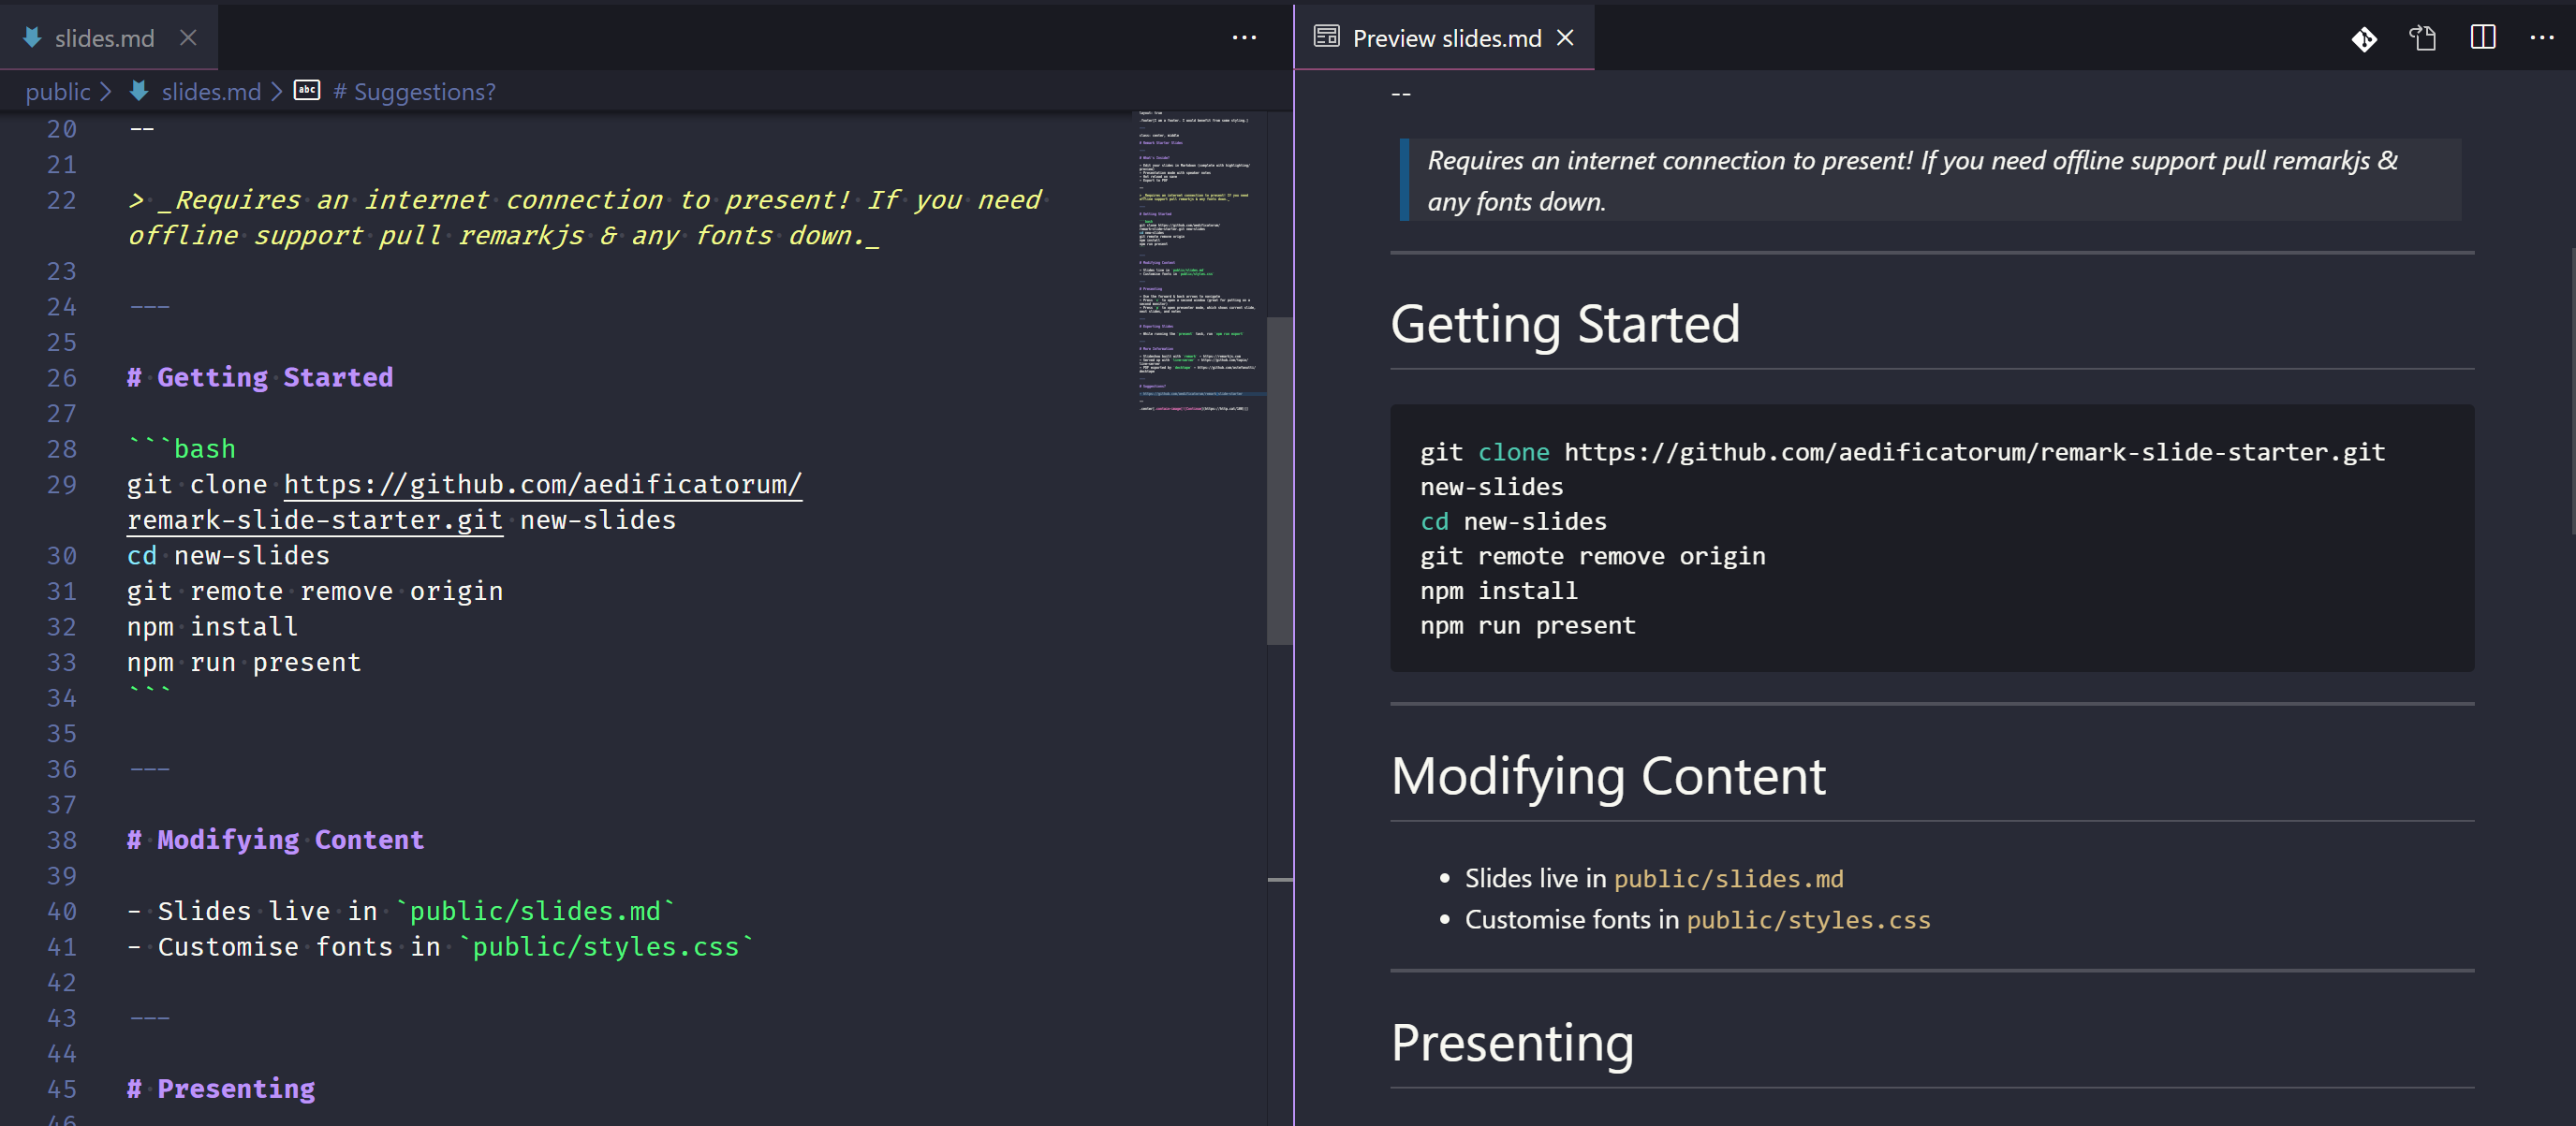 slides.md
public > slides.md > abc # Suggestions?
20 --
21
22 > _Requires an internet connection to present! If you need
offline support pull remarkjs & any fonts down._
23
24 ---
25
26 # Getting Started
27
28 ```bash
29 git clone https://github.com/aedificatorum/
remark-slide-starter.git new-slides
30 cd new-slides
31 git remote remove origin
32 npm install
33 npm run present
34 ```
35
36 ---
37
38 # Modifying Content
39
40 - Slides live in `public/slides.md`
41 - Customise fonts in `public/styles.css`
42
43 ---
44
45 # Presenting
46
Preview slides.md
--
Requires an internet connection to present! If you need offline support pull remarkjs &
any fonts down.
Getting Started
git clone https://github.com/aedificatorum/remark-slide-starter.git
new-slides
cd new-slides
git remote remove origin
npm install
npm run present
Modifying Content
• Slides live in public/slides.md
• Customise fonts in public/styles.css
Presenting